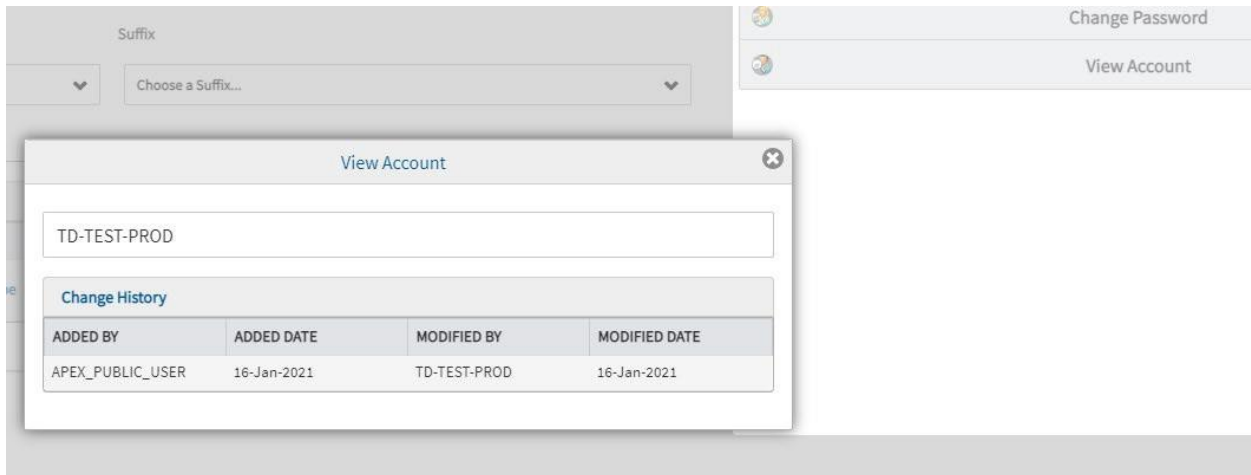 Change Password
Suffix
View Account
Choose a Suffix...
View Account
TD-TEST-PROD
Change History
ADDED BY ADDED DATE MODIFIED BY MODIFIED DATE
APEX_PUBLIC_USER 16-Jan-2021 TD-TEST-PROD 16-Jan-2021